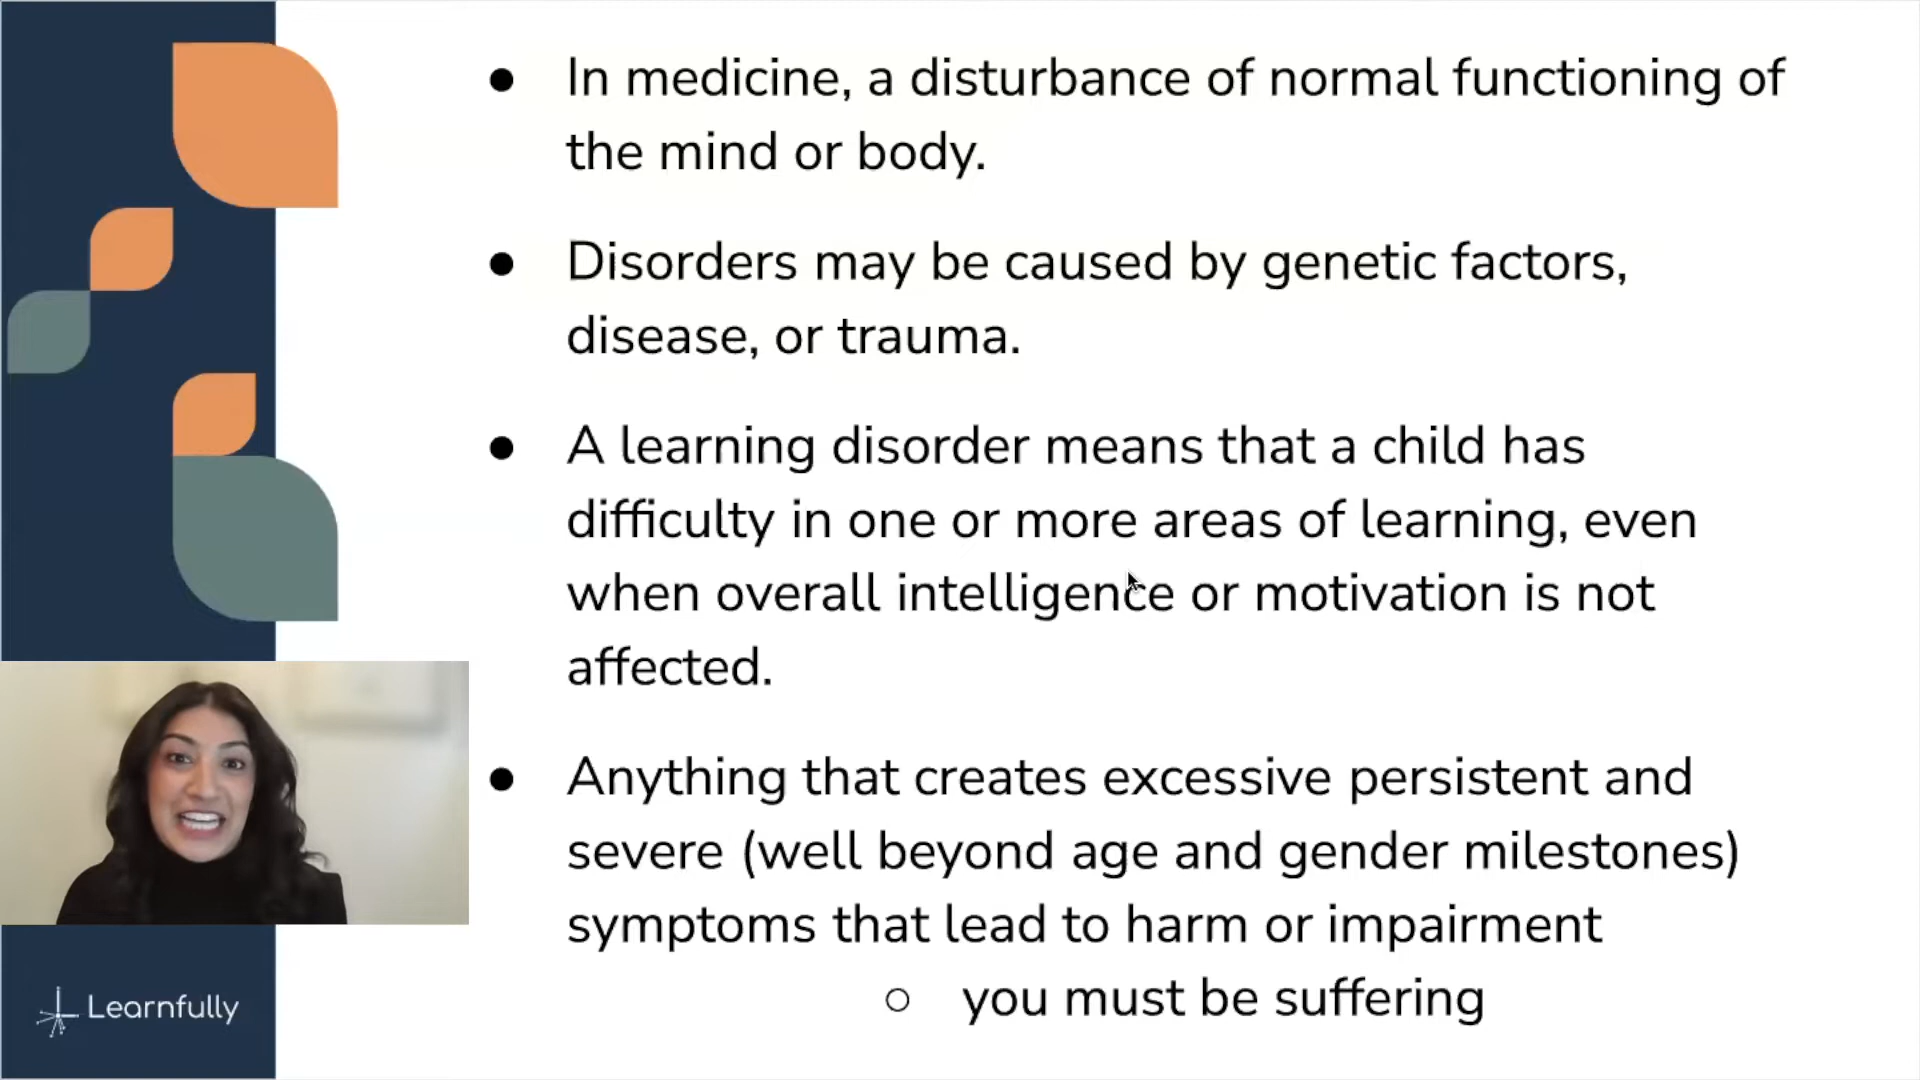 ● In medicine, a disturbance of normal functioning of
the mind or body.
● Disorders may be caused by genetic factors,
disease, or trauma.
● A learning disorder means that a child has
difficulty in one or more areas of learning, even
when overall intelligence or motivation is not
affected.
● Anything that creates excessive persistent and
severe (well beyond age and gender milestones)
symptoms that lead to harm or impairment
○ you must be suffering
Learnfully